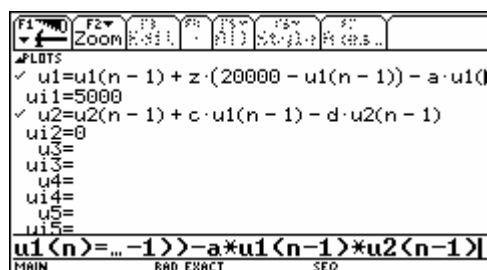 F1 F2
Zoom
PLOTS
✓ u1=u1(n - 1) + z·(20000 - u1(n - 1)) - a·u1(
ui1=5000
✓ u2=u2(n - 1) + c·u1(n - 1) - d·u2(n - 1)
ui2=0
u3=
ui3=
u4=
ui4=
u5=
ui5=
u1(n)=…-1))-a*u1(n-1)*u2(n-1)
MAIN RAD EXACT SEQ